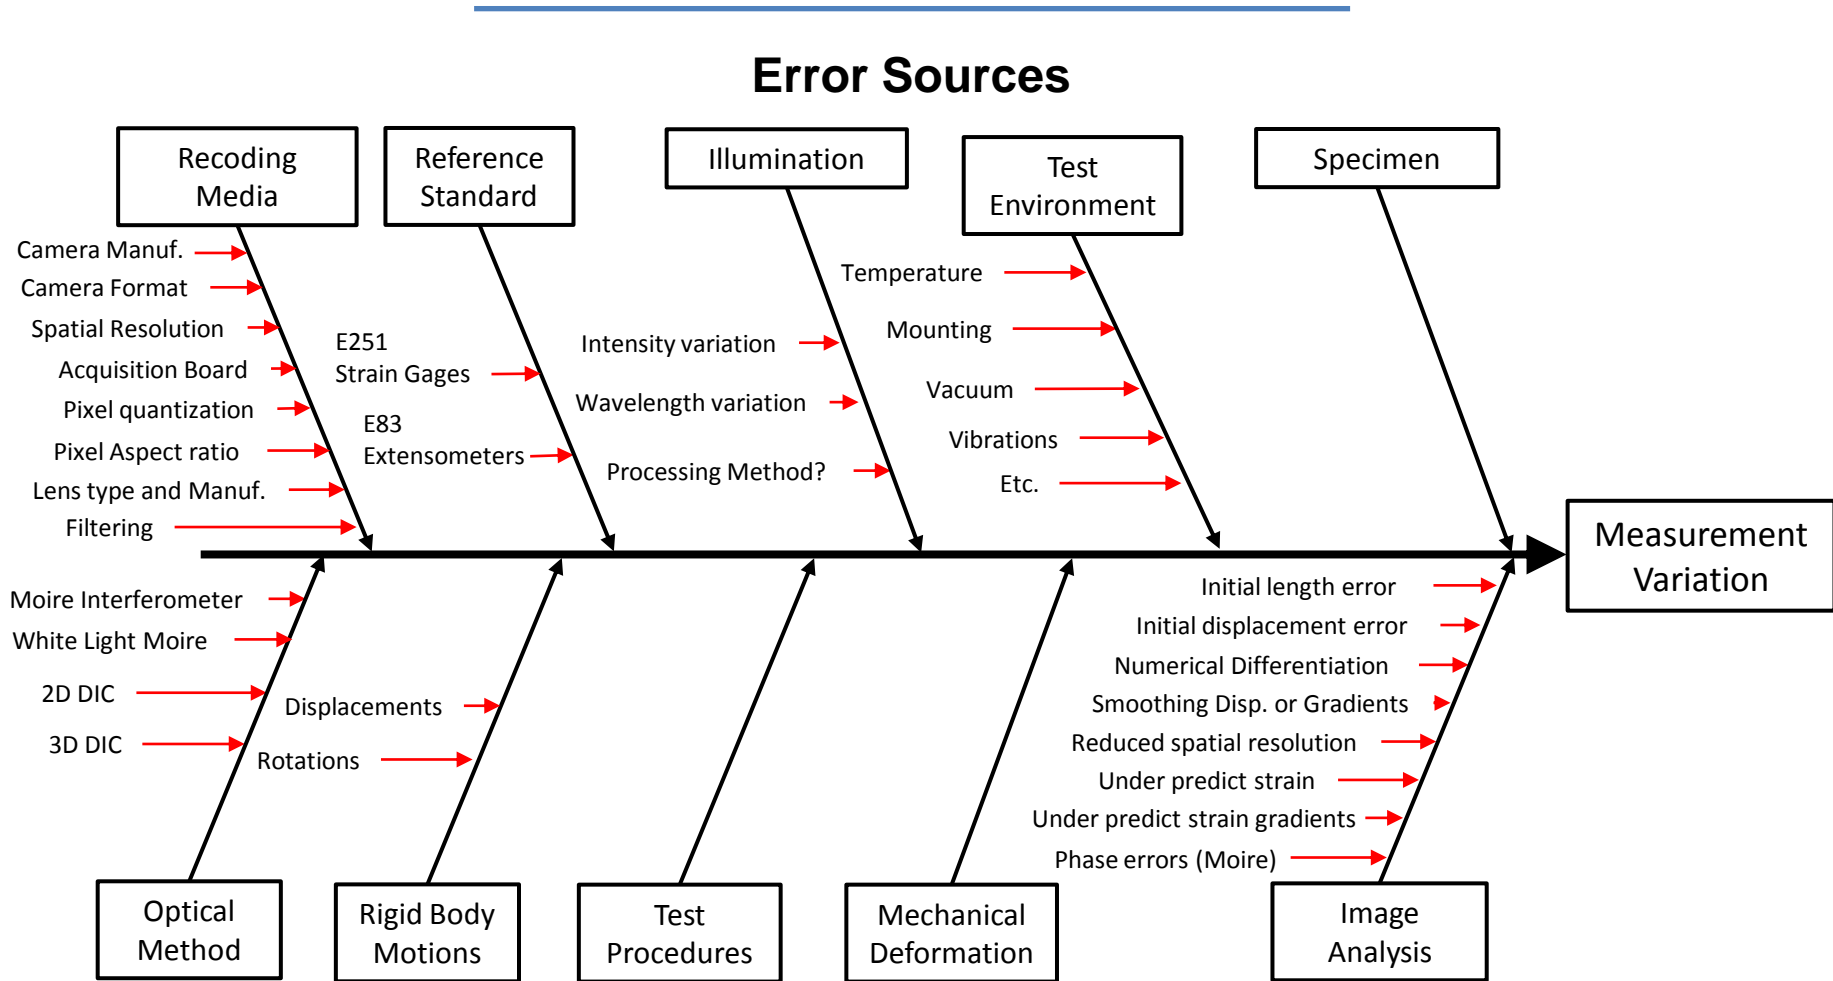 Error Sources
Recoding
Media
Reference
Standard
Illumination
Test
Environment
Specimen
Camera Manuf.
Camera Format
Spatial Resolution
Acquisition Board
Pixel quantization
Pixel Aspect ratio
Lens type and Manuf.
Filtering
E251
Strain Gages
E83
Extensometers
Intensity variation
Wavelength variation
Processing Method?
Temperature
Mounting
Vacuum
Vibrations
Etc.
Measurement
Variation
Moire Interferometer
White Light Moire
2D DIC
3D DIC
Displacements
Rotations
Initial length error
Initial displacement error
Numerical Differentiation
Smoothing Disp. or Gradients
Reduced spatial resolution
Under predict strain
Under predict strain gradients
Phase errors (Moire)
Optical
Method
Rigid Body
Motions
Test
Procedures
Mechanical
Deformation
Image
Analysis